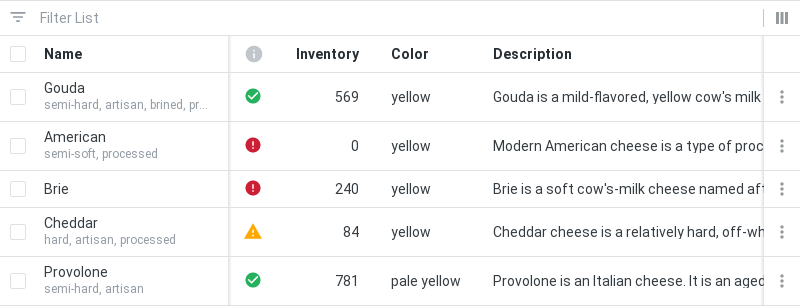 Filter List
Name Inventory Color Description
Gouda 569 yellow Gouda is a mild-flavored, yellow cow's milk
semi-hard, artisan, brined, pr...
American 0 yellow Modern American cheese is a type of proc
semi-soft, processed
Brie 240 yellow Brie is a soft cow's-milk cheese named aft
Cheddar 84 yellow Cheddar cheese is a relatively hard, off-wh
hard, artisan, processed
Provolone 781 pale yellow Provolone is an Italian cheese. It is an aged
semi-hard, artisan